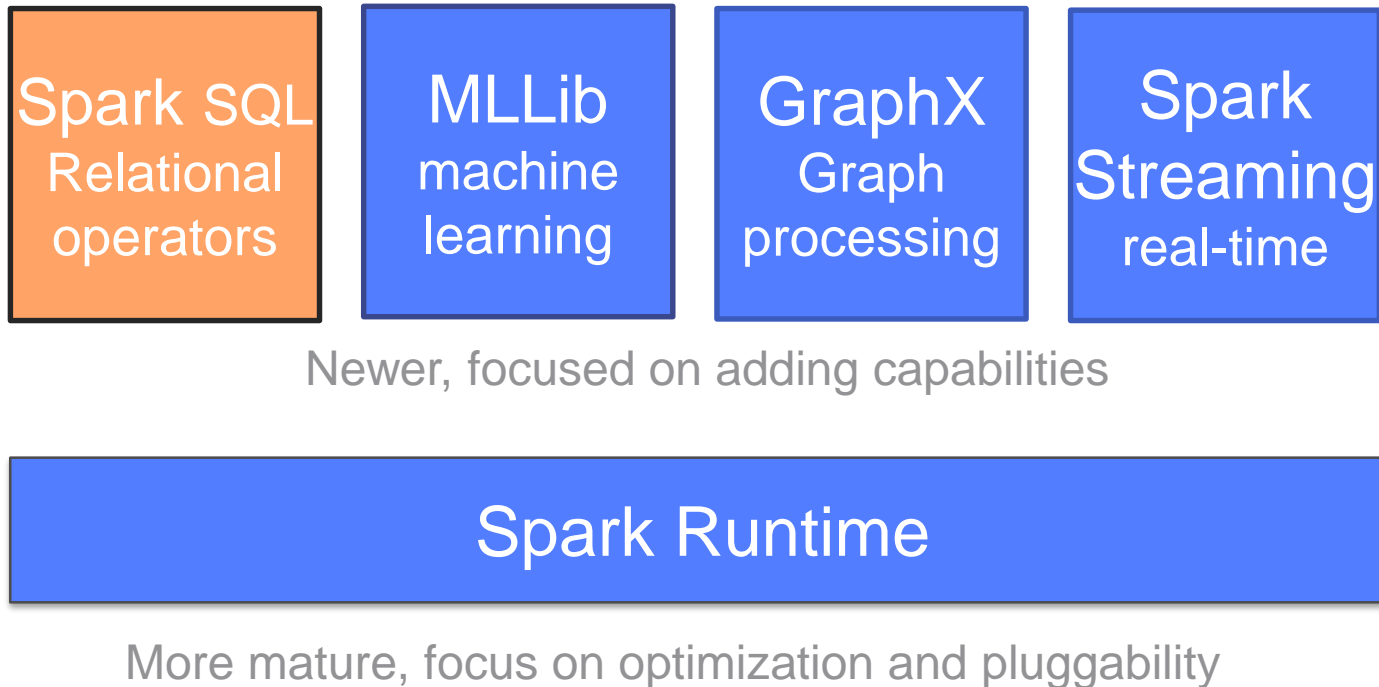 Spark SQL
Relational
operators
MLLib
machine
learning
GraphX
Graph
processing
Spark
Streaming
real-time
Newer, focused on adding capabilities
Spark Runtime
More mature, focus on optimization and pluggability